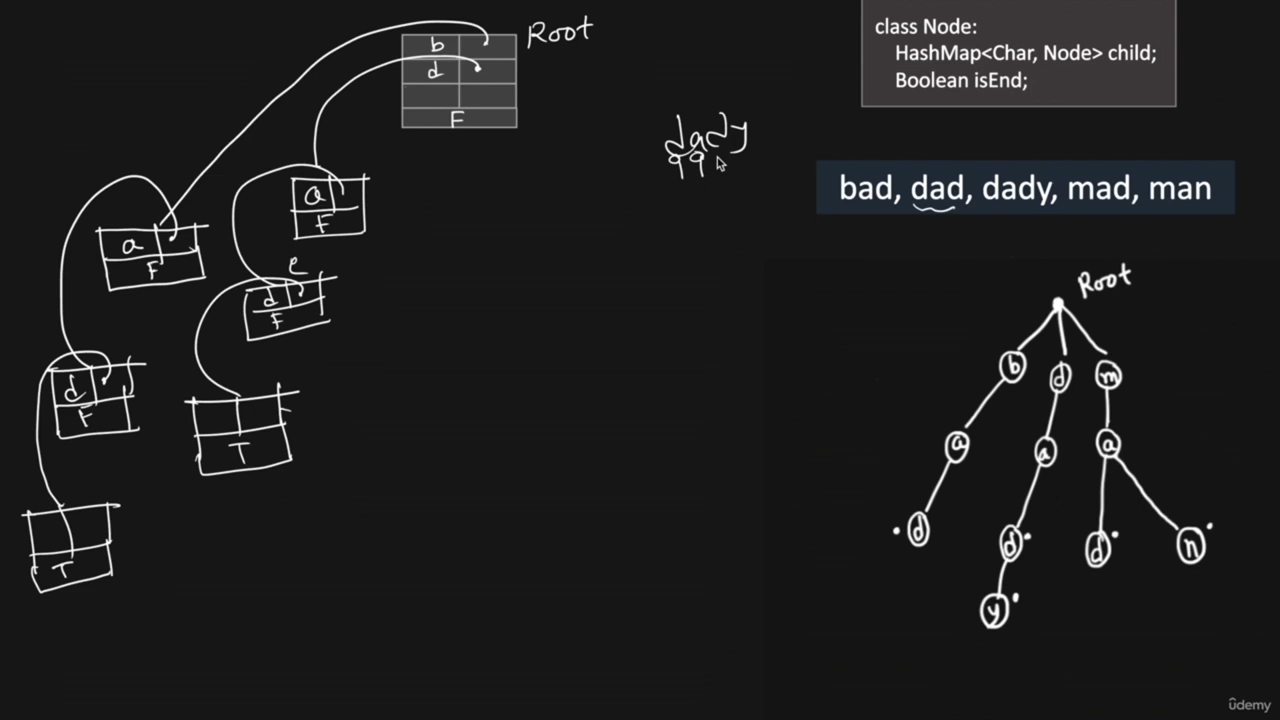 b
d
F
Root
a
F
a
F
e
d
F
d
F
T
T
dady
class Node:
HashMap<Char, Node> child;
Boolean isEnd;
bad, dad, dady, mad, man
Root
b
d
m
a
a
a
d
d
d
n
y
ûdemy